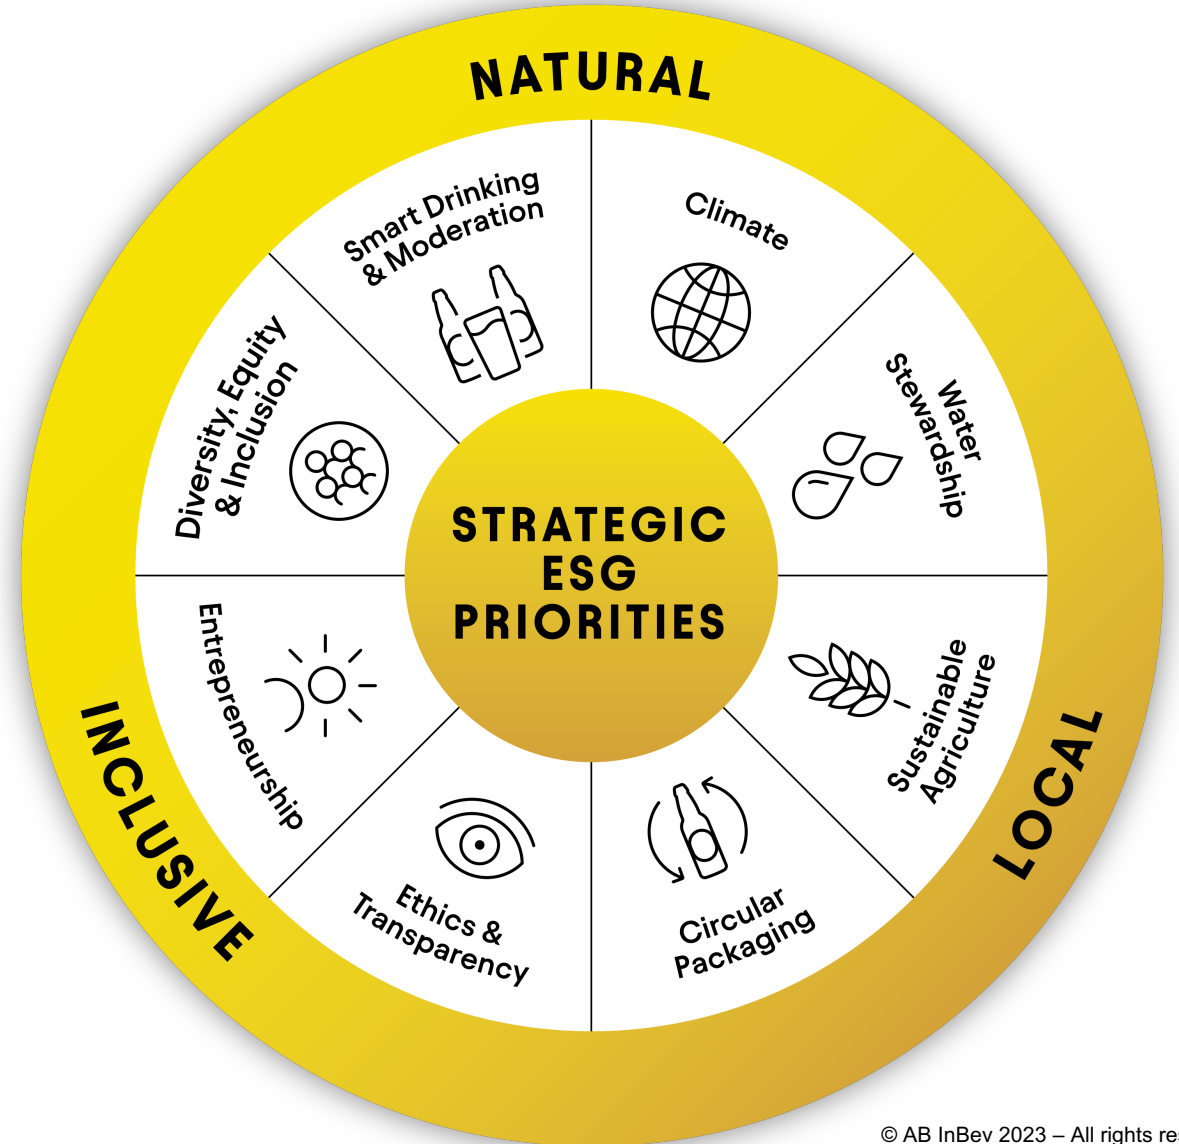 NATURAL
Smart Drinking
& Moderation
Climate
Diversity, Equity
& Inclusion
Water
Stewardship
STRATEGIC
ESG
PRIORITIES
Entrepreneurship
Sustainable
Agriculture
INCLUSIVE
LOCAL
Ethics &
Transparency
Circular
Packaging
© AB InBev 2023 – All rights res